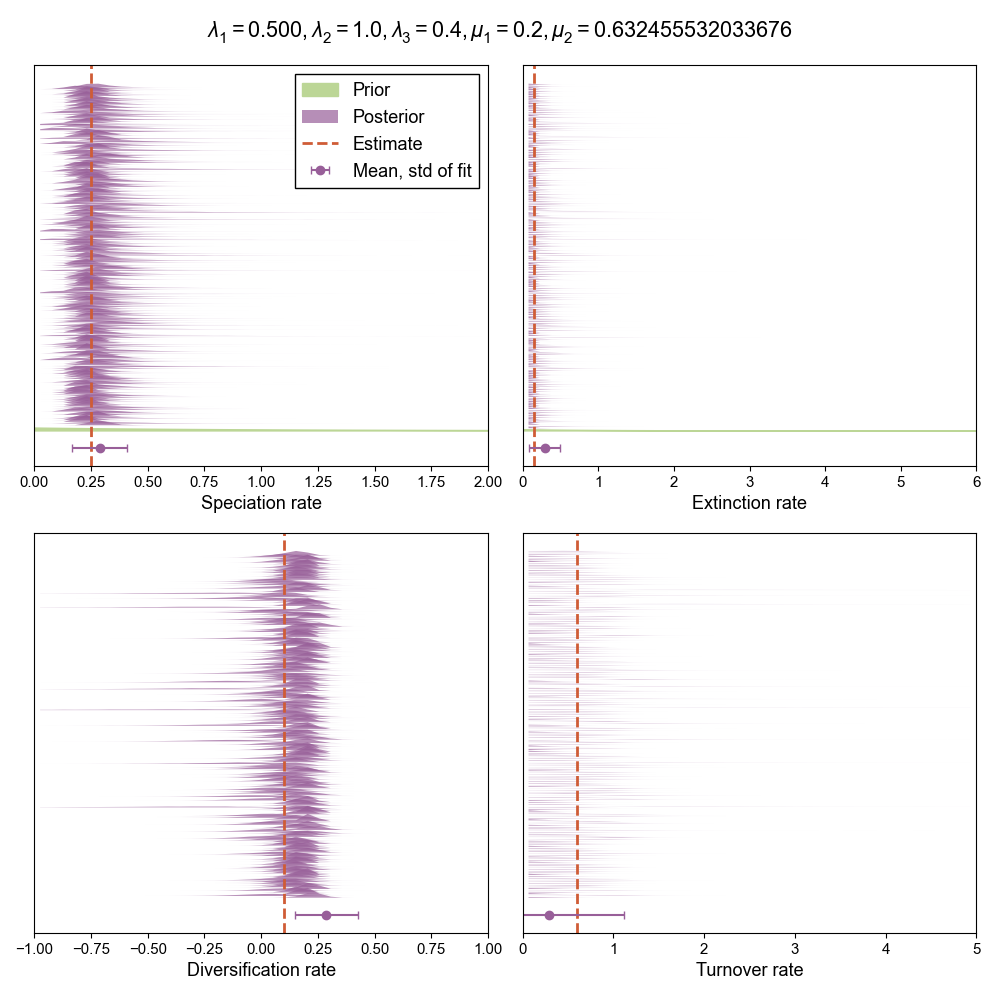 λ₁ = 0.500, λ₂ = 1.0, λ₃ = 0.4, μ₁ = 0.2, μ₂ = 0.632455532033676
Prior
Posterior
Estimate
Mean, std of fit
0.00 0.25 0.50 0.75 1.00 1.25 1.50 1.75 2.00
Speciation rate
0 1 2 3 4 5 6
Extinction rate
−1.00 −0.75 −0.50 −0.25 0.00 0.25 0.50 0.75 1.00
Diversification rate
0 1 2 3 4 5
Turnover rate